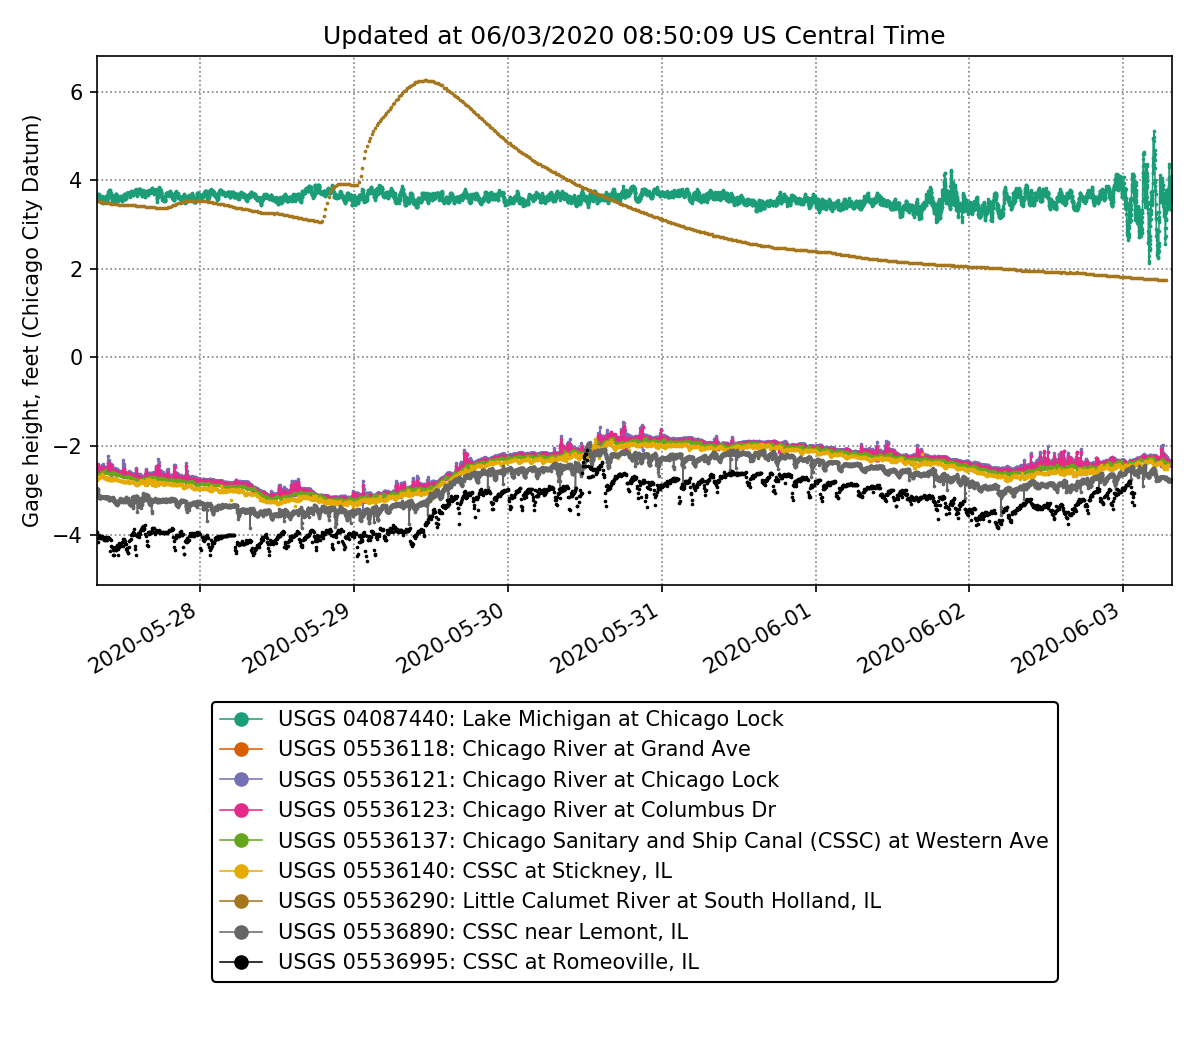 Updated at 06/03/2020 08:50:09 US Central Time
Gage height, feet (Chicago City Datum)
6
4
2
0
−2
−4
2020-05-28
2020-05-29
2020-05-30
2020-05-31
2020-06-01
2020-06-02
2020-06-03
USGS 04087440: Lake Michigan at Chicago Lock
USGS 05536118: Chicago River at Grand Ave
USGS 05536121: Chicago River at Chicago Lock
USGS 05536123: Chicago River at Columbus Dr
USGS 05536137: Chicago Sanitary and Ship Canal (CSSC) at Western Ave
USGS 05536140: CSSC at Stickney, IL
USGS 05536290: Little Calumet River at South Holland, IL
USGS 05536890: CSSC near Lemont, IL
USGS 05536995: CSSC at Romeoville, IL